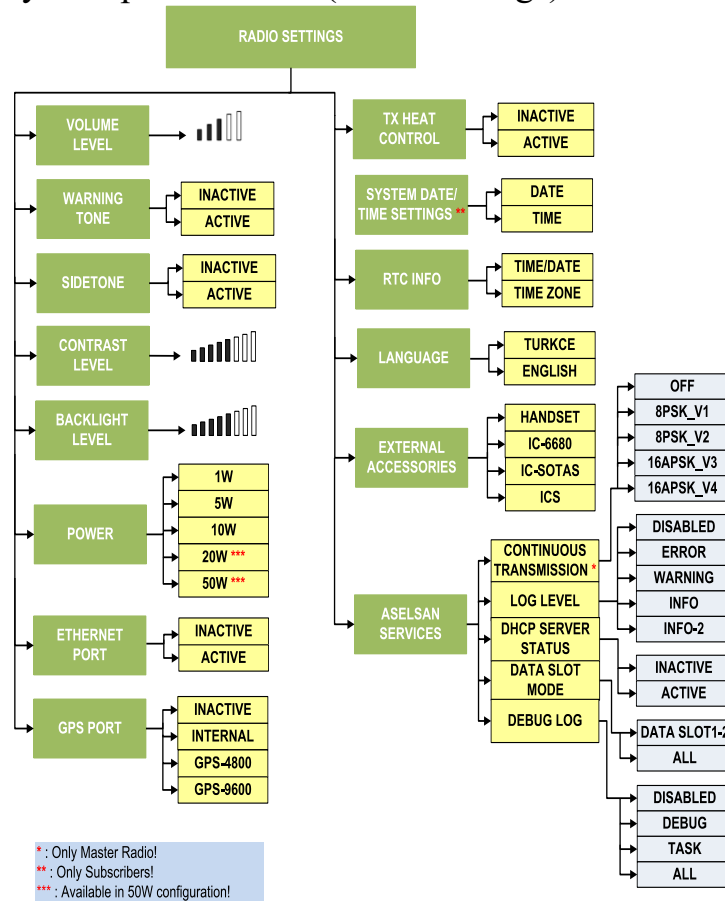 RADIO SETTINGS
VOLUME
LEVEL
WARNING
TONE
INACTIVE
ACTIVE
SIDETONE
INACTIVE
ACTIVE
CONTRAST
LEVEL
BACKLIGHT
LEVEL
POWER
1W
5W
10W
20W ***
50W ***
ETHERNET
PORT
INACTIVE
ACTIVE
GPS PORT
INACTIVE
INTERNAL
GPS-4800
GPS-9600
TX HEAT
CONTROL
INACTIVE
ACTIVE
SYSTEM DATE/
TIME SETTINGS **
DATE
TIME
RTC INFO
TIME/DATE
TIME ZONE
LANGUAGE
TURKCE
ENGLISH
EXTERNAL
ACCESSORIES
HANDSET
IC-6680
IC-SOTAS
ICS
ASELSAN
SERVICES
CONTINUOUS
TRANSMISSION *
LOG LEVEL
DHCP SERVER
STATUS
DATA SLOT
MODE
DEBUG LOG
OFF
8PSK_V1
8PSK_V2
16APSK_V3
16APSK_V4
DISABLED
ERROR
WARNING
INFO
INFO-2
INACTIVE
ACTIVE
DATA SLOT1-2
ALL
DISABLED
DEBUG
TASK
ALL
* : Only Master Radio!
** : Only Subscribers!
*** : Available in 50W configuration!